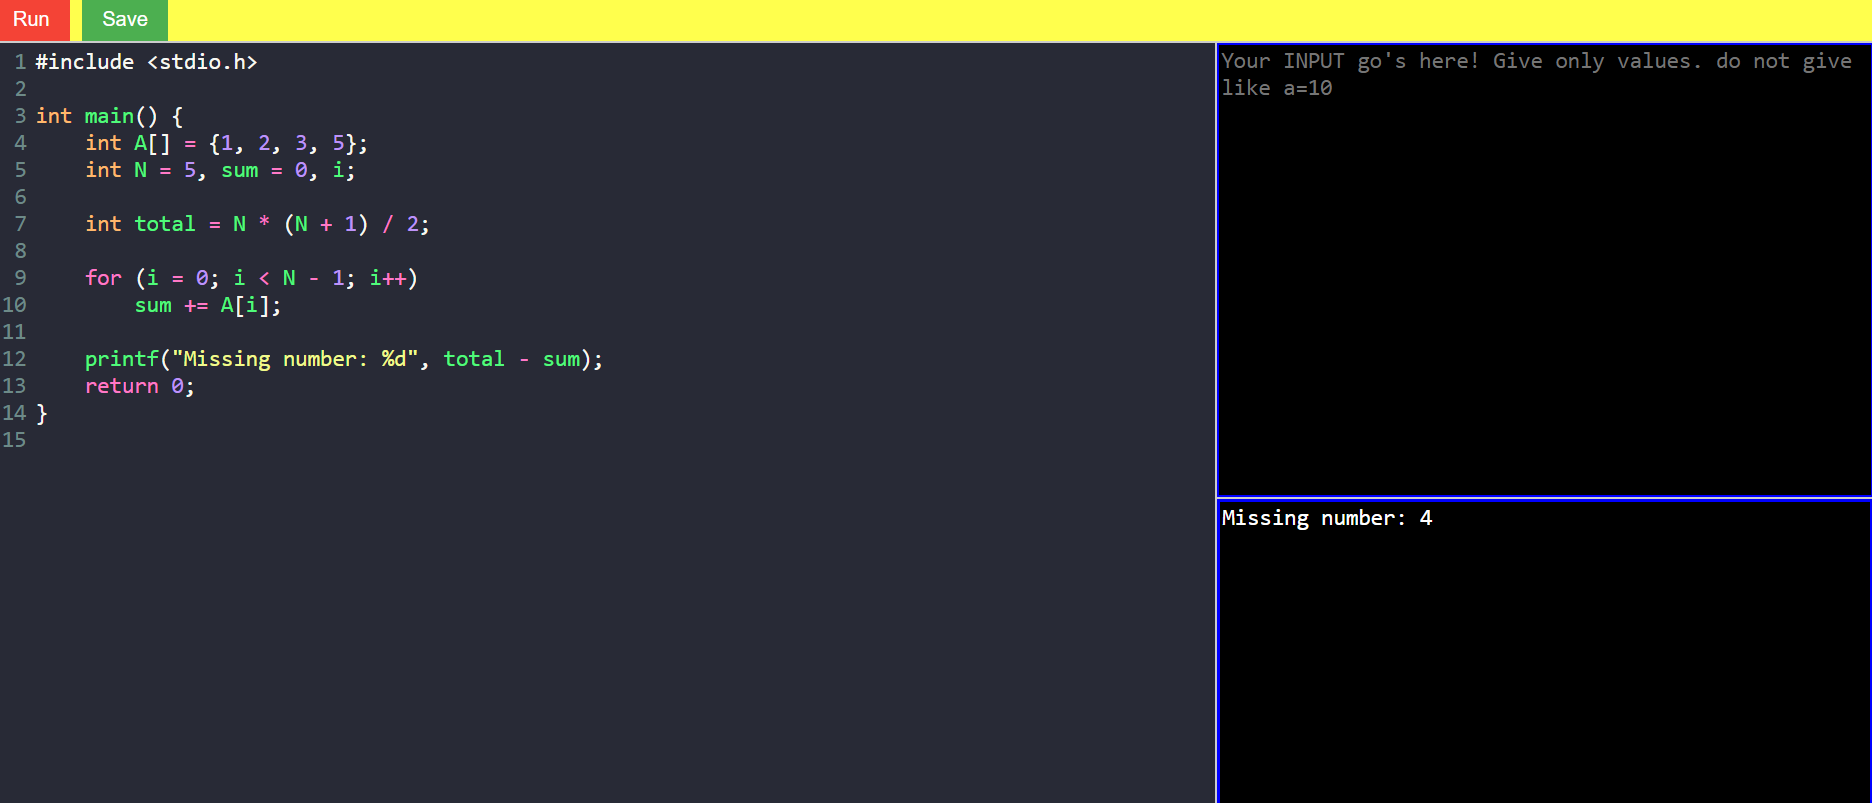 Run Save
1 #include <stdio.h>
2
3 int main() {
4     int A[] = {1, 2, 3, 5};
5     int N = 5, sum = 0, i;
6
7     int total = N * (N + 1) / 2;
8
9     for (i = 0; i < N - 1; i++)
10         sum += A[i];
11
12     printf("Missing number: %d", total - sum);
13     return 0;
14 }
15
Your INPUT go's here! Give only values. do not give
like a=10
Missing number: 4